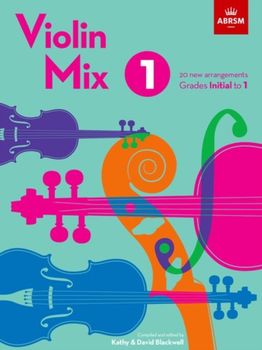 ABRSM
Violin
Mix 1
20 new arrangements
Grades Initial to 1
Compiled and edited by
Kathy & David Blackwell